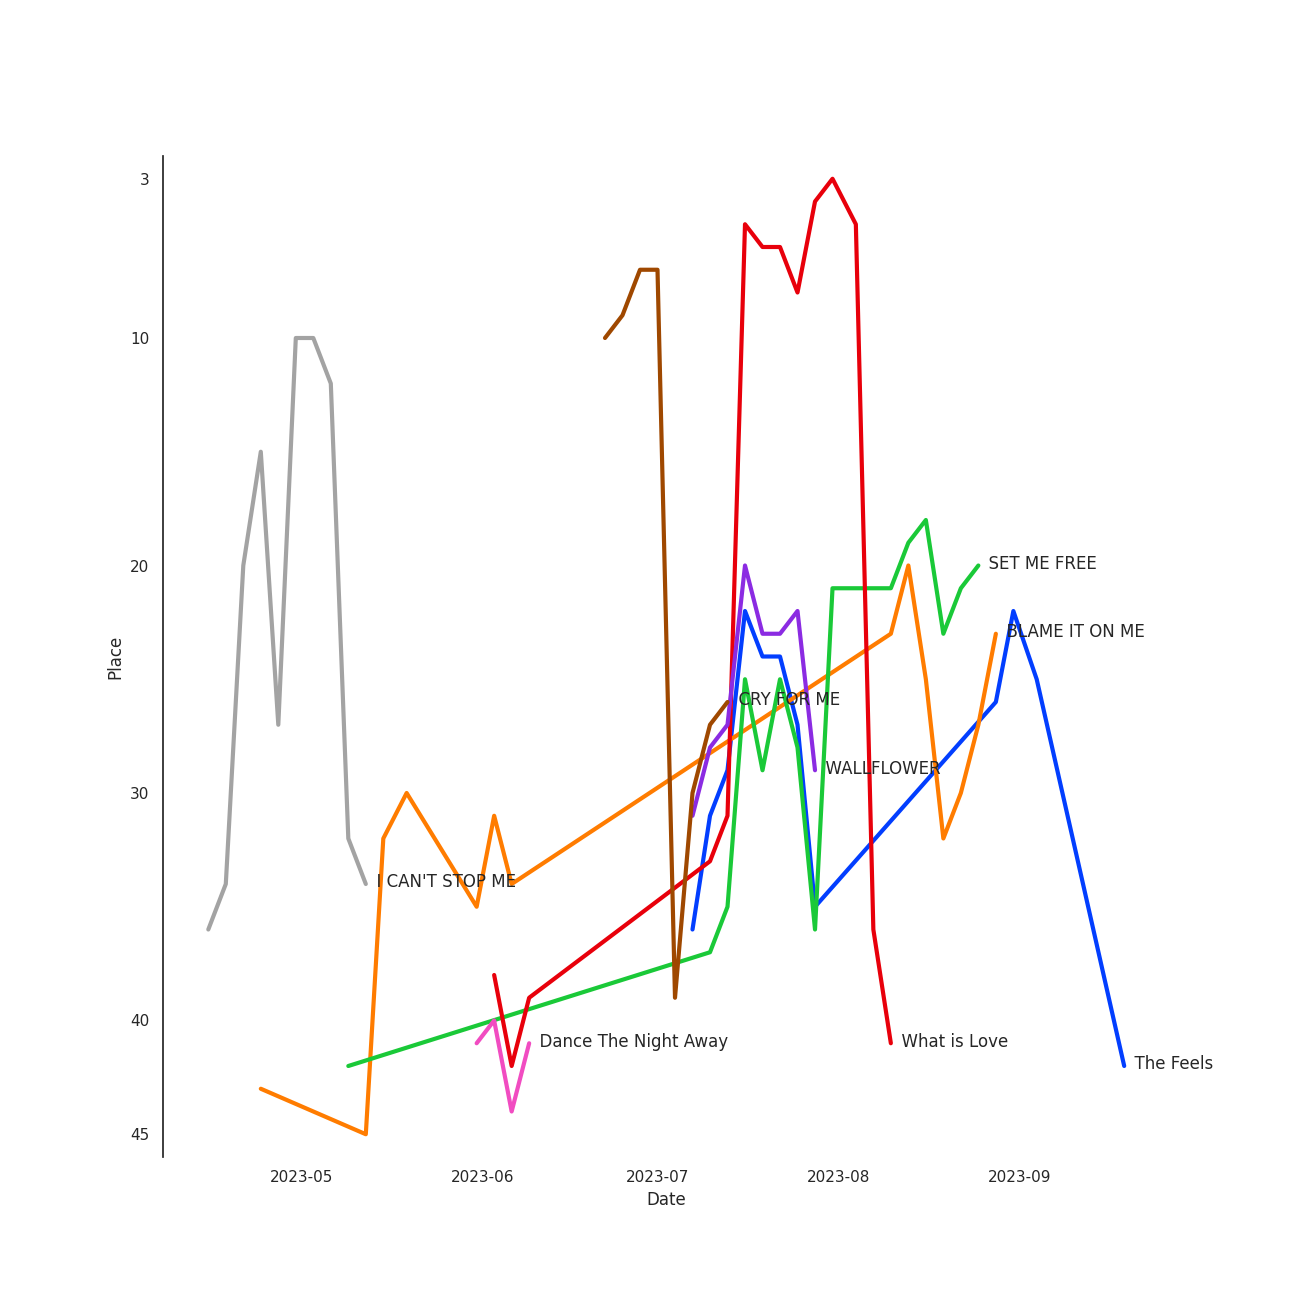 3
10
20
30
40
45
Place
SET ME FREE
BLAME IT ON ME
CRY FOR ME
WALLFLOWER
I CAN'T STOP ME
Dance The Night Away
What is Love
The Feels
2023-05
2023-06
2023-07
2023-08
2023-09
Date